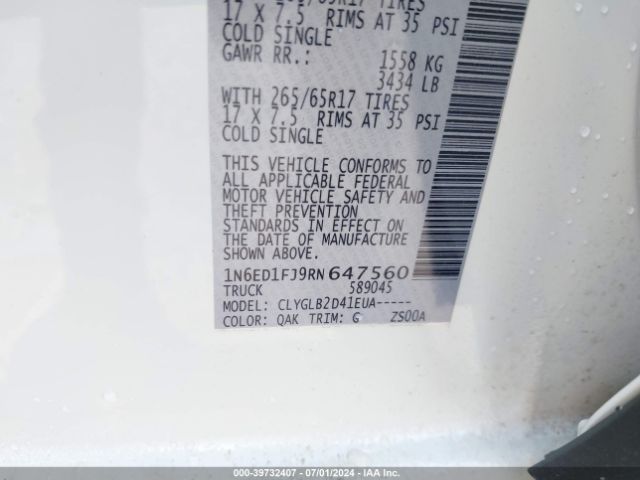 17 X 7.5 RIMS AT 35 PSI
COLD SINGLE
GAWR RR.: 1558 KG
3434 LB
WITH 265/65R17 TIRES
17 X 7.5 RIMS AT 35 PSI
COLD SINGLE
THIS VEHICLE CONFORMS TO
ALL APPLICABLE FEDERAL
MOTOR VEHICLE SAFETY AND
THEFT PREVENTION
STANDARDS IN EFFECT ON
THE DATE OF MANUFACTURE
SHOWN ABOVE.
1N6ED1FJ9RN647560
TRUCK 589045
MODEL: CLYGLB2D41EUA-----
COLOR: QAK TRIM: G ZS00A
000-39732407 - 07/01/2024 - IAA Inc.